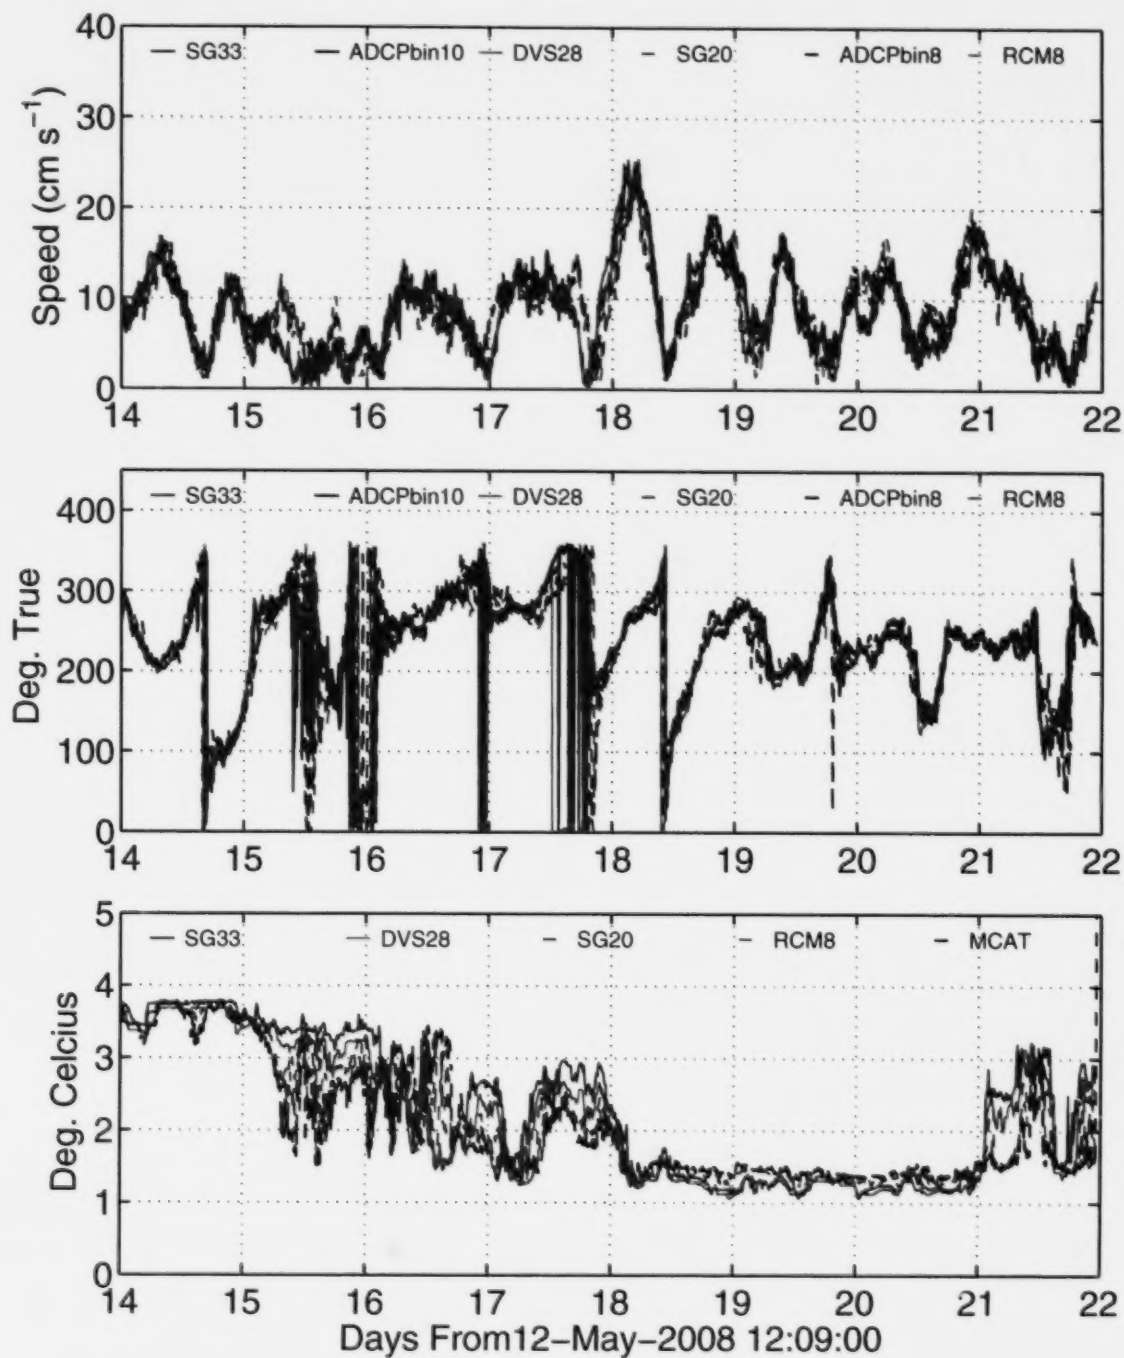 40
30
20
10
0
Speed (cm s⁻¹)
SG33 ADCPbin10 DVS28 SG20 ADCPbin8 RCM8
14 15 16 17 18 19 20 21 22
400
300
200
100
0
Deg. True
SG33 ADCPbin10 DVS28 SG20 ADCPbin8 RCM8
14 15 16 17 18 19 20 21 22
5
4
3
2
1
0
Deg. Celcius
SG33 DVS28 SG20 RCM8 MCAT
14 15 16 17 18 19 20 21 22
Days From12-May-2008 12:09:00